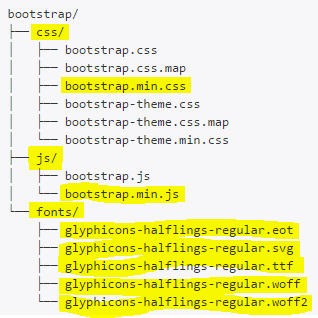 bootstrap/
├── css/
│   ├── bootstrap.css
│   ├── bootstrap.css.map
│   ├── bootstrap.min.css
│   ├── bootstrap-theme.css
│   ├── bootstrap-theme.css.map
│   └── bootstrap-theme.min.css
├── js/
│   ├── bootstrap.js
│   └── bootstrap.min.js
└── fonts/
    ├── glyphicons-halflings-regular.eot
    ├── glyphicons-halflings-regular.svg
    ├── glyphicons-halflings-regular.ttf
    ├── glyphicons-halflings-regular.woff
    └── glyphicons-halflings-regular.woff2